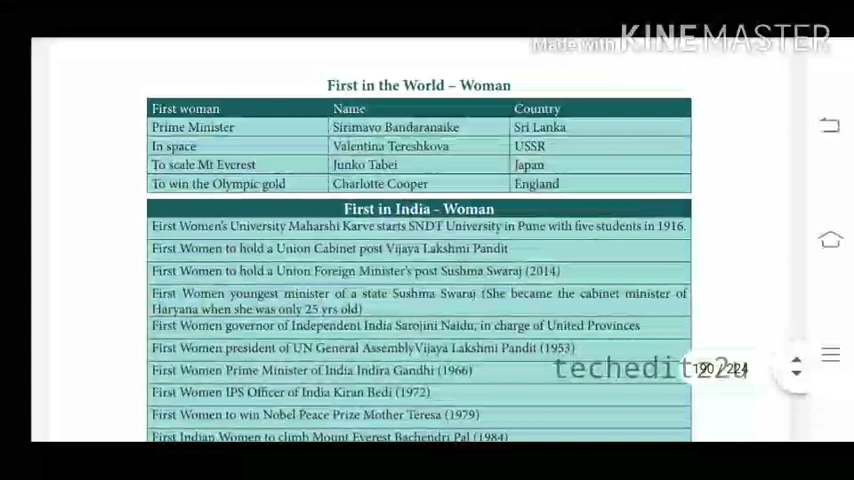 Made with KINEMASTER
First in the World – Woman
First woman Name Country
Prime Minister Sirimavo Bandaranaike Sri Lanka
In space Valentina Tereshkova USSR
To scale Mt Everest Junko Tabei Japan
To win the Olympic gold Charlotte Cooper England
First in India - Woman
First Women's University Maharshi Karve starts SNDT University in Pune with five students in 1916.
First Women to hold a Union Cabinet post Vijaya Lakshmi Pandit
First Women to hold a Union Foreign Minister's post Sushma Swaraj (2014)
First Women youngest minister of a state Sushma Swaraj (She became the cabinet minister of
Haryana when she was only 25 yrs old)
First Women governor of Independent India Sarojini Naidu, in charge of United Provinces
First Women president of UN General AssemblyVijaya Lakshmi Pandit (1953)
First Women Prime Minister of India Indira Gandhi (1966)
techeditz2u
190 / 224
First Women IPS Officer of India Kiran Bedi (1972)
First Women to win Nobel Peace Prize Mother Teresa (1979)
First Indian Women to climb Mount Everest Bachendri Pal (1984)